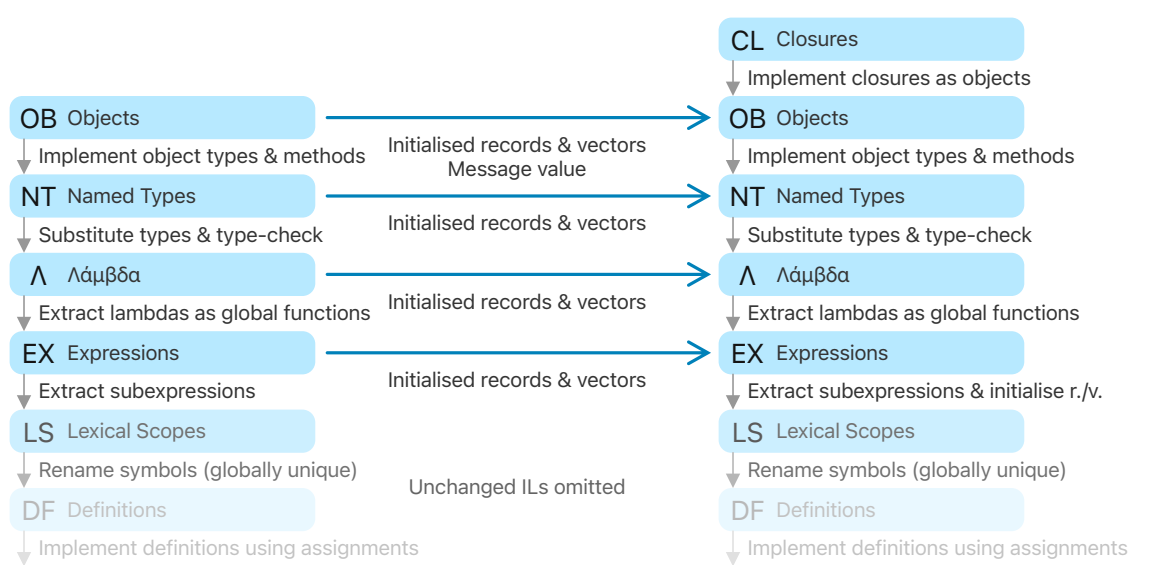 CL Closures
Implement closures as objects
OB Objects
Initialised records & vectors
Message value
OB Objects
Implement object types & methods
Implement object types & methods
NT Named Types
Initialised records & vectors
NT Named Types
Substitute types & type-check
Substitute types & type-check
Λ Λάμβδα
Initialised records & vectors
Λ Λάμβδα
Extract lambdas as global functions
Extract lambdas as global functions
EX Expressions
Initialised records & vectors
EX Expressions
Extract subexpressions
Extract subexpressions & initialise r./v.
LS Lexical Scopes
LS Lexical Scopes
Rename symbols (globally unique)
Unchanged ILs omitted
Rename symbols (globally unique)
DF Definitions
DF Definitions
Implement definitions using assignments
Implement definitions using assignments